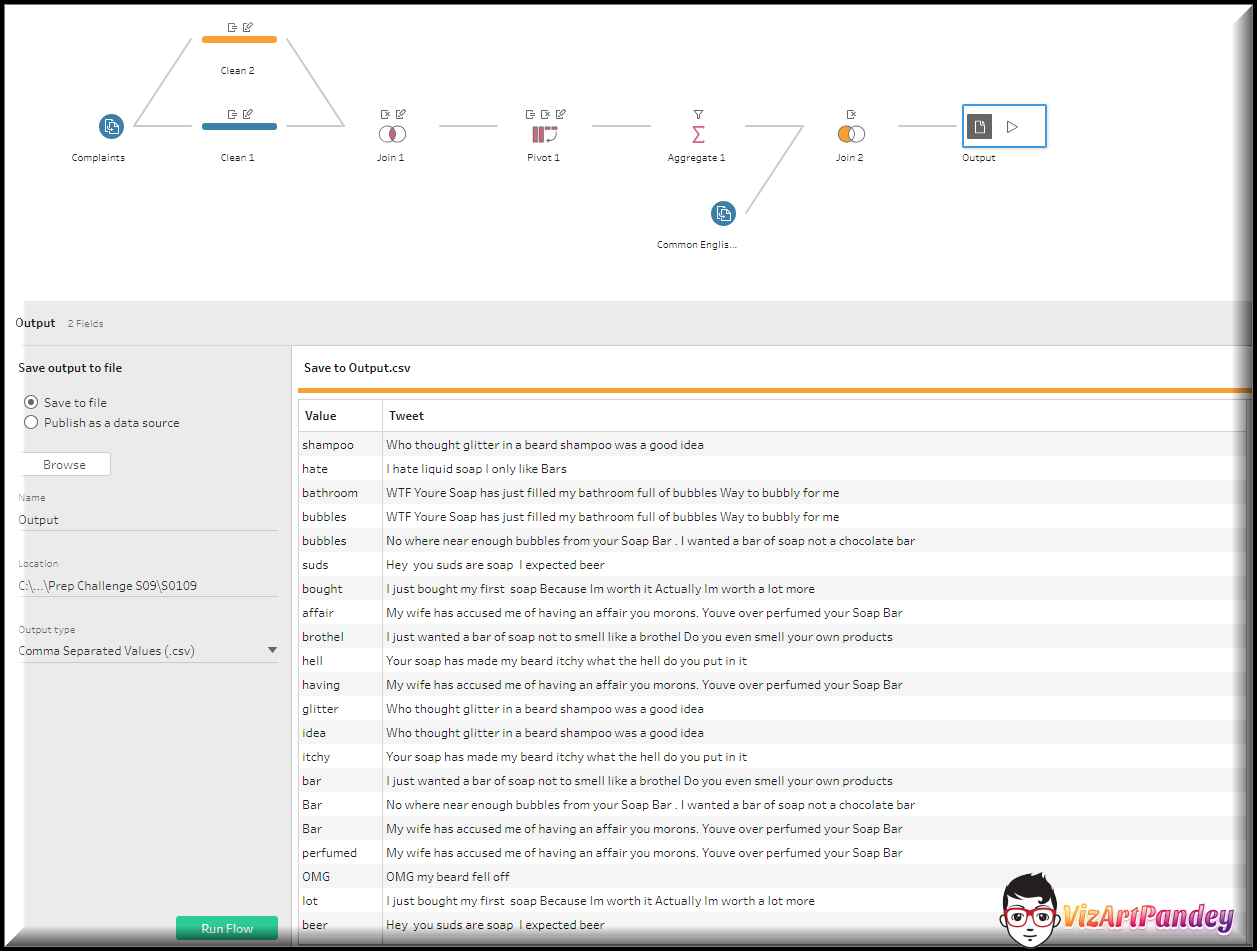 Clean 2
Complaints
Clean 1
Join 1
Pivot 1
Aggregate 1
Join 2
Output
Common Englis...
Output 2 Fields
Save output to file
Save to file
Publish as a data source
Browse
Name
Output
Location
C:\...\Prep Challenge S09\S0109
Output type
Comma Separated Values (.csv)
Run Flow
Save to Output.csv
Value Tweet
shampoo Who thought glitter in a beard shampoo was a good idea
hate I hate liquid soap I only like Bars
bathroom WTF Youre Soap has just filled my bathroom full of bubbles Way to bubbly for me
bubbles WTF Youre Soap has just filled my bathroom full of bubbles Way to bubbly for me
bubbles No where near enough bubbles from your Soap Bar . I wanted a bar of soap not a chocolate bar
suds Hey you suds are soap I expected beer
bought I just bought my first soap Because Im worth it Actually Im worth a lot more
affair My wife has accused me of having an affair you morons. Youve over perfumed your Soap Bar
brothel I just wanted a bar of soap not to smell like a brothel Do you even smell your own products
hell Your soap has made my beard itchy what the hell do you put in it
having My wife has accused me of having an affair you morons. Youve over perfumed your Soap Bar
glitter Who thought glitter in a beard shampoo was a good idea
idea Who thought glitter in a beard shampoo was a good idea
itchy Your soap has made my beard itchy what the hell do you put in it
bar I just wanted a bar of soap not to smell like a brothel Do you even smell your own products
Bar No where near enough bubbles from your Soap Bar . I wanted a bar of soap not a chocolate bar
Bar My wife has accused me of having an affair you morons. Youve over perfumed your Soap Bar
perfumed My wife has accused me of having an affair you morons. Youve over perfumed your Soap Bar
OMG OMG my beard fell off
lot I just bought my first soap Because Im worth it Actually Im worth a lot more
beer Hey you suds are soap I expected beer
VizArtPandey